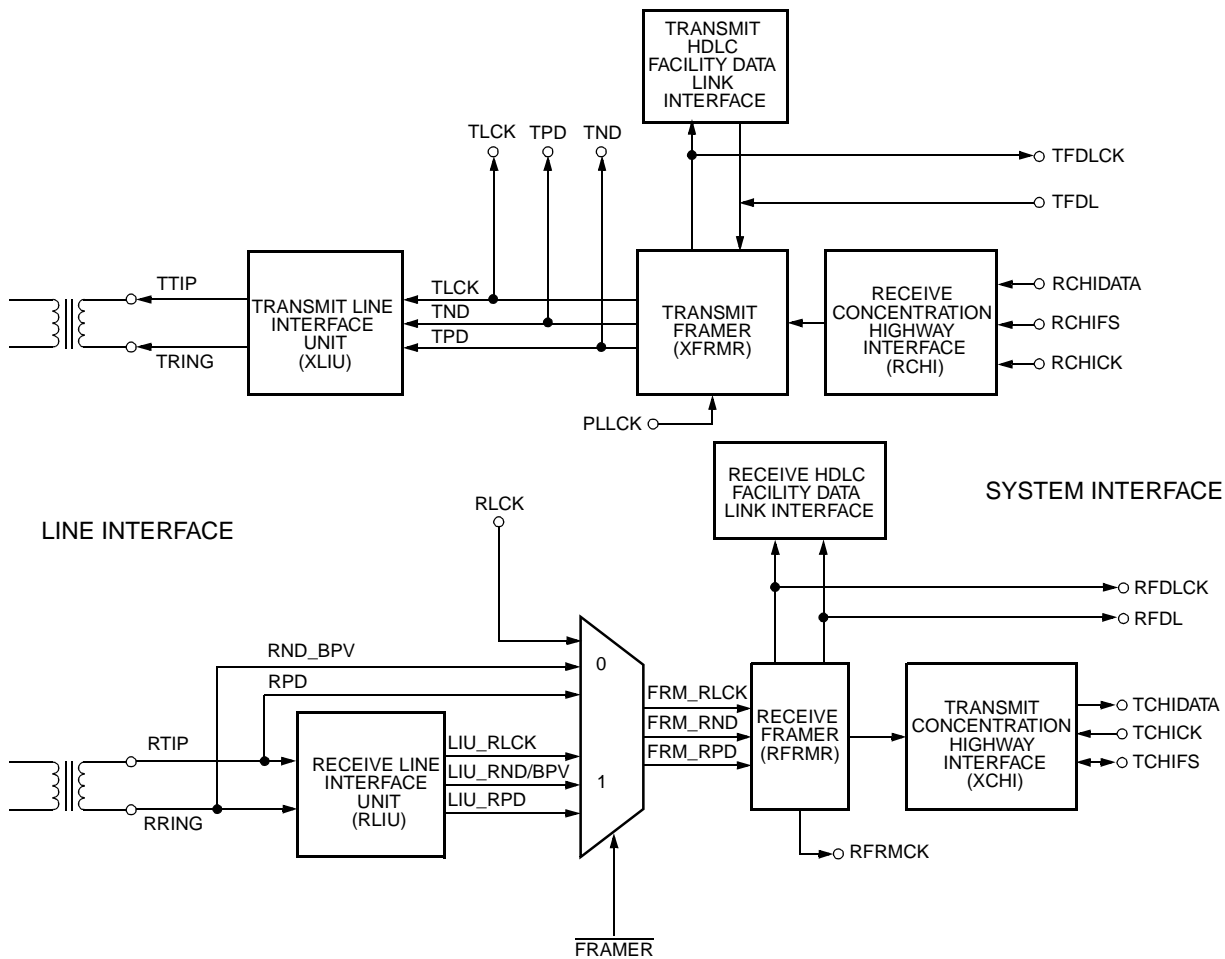 TRANSMIT
HDLC
FACILITY DATA
LINK
INTERFACE
TLCK
TPD
TND
TFDLCK
TFDL
TTIP
TRING
TRANSMIT LINE
INTERFACE
UNIT
(XLIU)
TLCK
TND
TPD
TRANSMIT
FRAMER
(XFRMR)
RECEIVE
CONCENTRATION
HIGHWAY
INTERFACE
(RCHI)
RCHIDATA
RCHIFS
RCHICK
PLLCK
RECEIVE HDLC
FACILITY DATA
LINK INTERFACE
SYSTEM INTERFACE
LINE INTERFACE
RLCK
RFDLCK
RFDL
RND_BPV
RPD
0
1
RTIP
RRING
RECEIVE LINE
INTERFACE
UNIT
(RLIU)
LIU_RLCK
LIU_RND/BPV
LIU_RPD
FRM_RLCK
FRM_RND
FRM_RPD
RECEIVE
FRAMER
(RFRMR)
TRANSMIT
CONCENTRATION
HIGHWAY
INTERFACE
(XCHI)
TCHIDATA
TCHICK
TCHIFS
RFRMCK
FRAMER